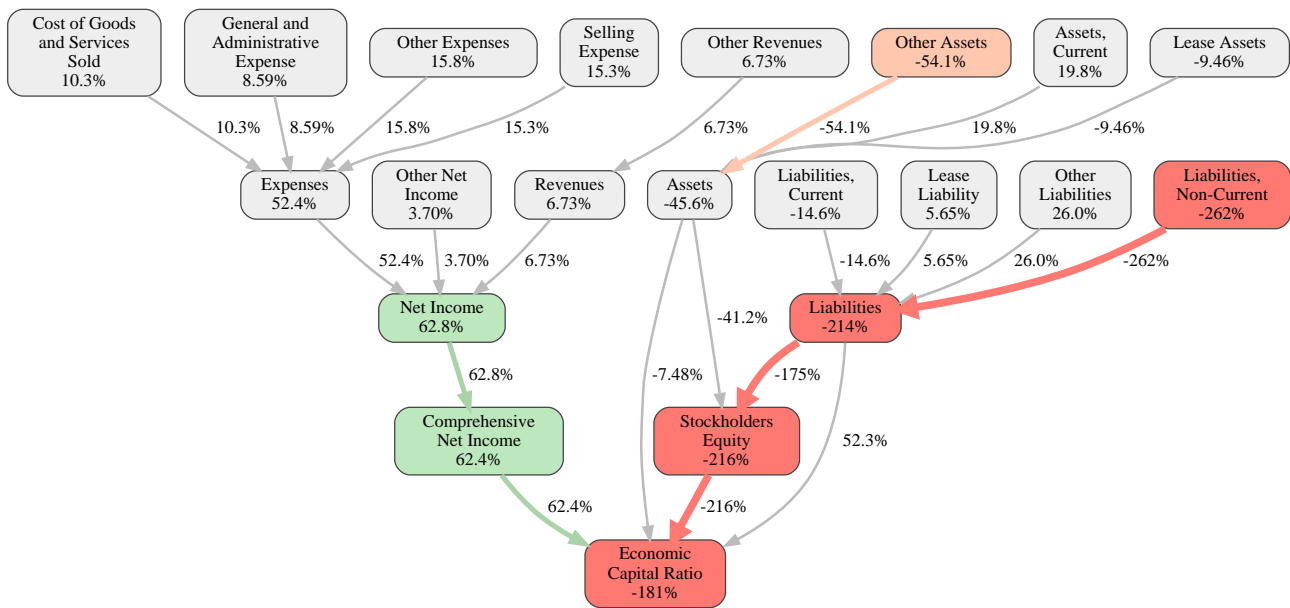 Cost of Goods
and Services
Sold
10.3%
General and
Administrative
Expense
8.59%
Other Expenses
15.8%
Selling
Expense
15.3%
Other Revenues
6.73%
Other Assets
-54.1%
Assets,
Current
19.8%
Lease Assets
-9.46%
10.3%
8.59%
15.8%
15.3%
6.73%
-54.1%
19.8%
-9.46%
Expenses
52.4%
Other Net
Income
3.70%
Revenues
6.73%
Assets
-45.6%
Liabilities,
Current
-14.6%
Lease
Liability
5.65%
Other
Liabilities
26.0%
Liabilities,
Non-Current
-262%
52.4%
3.70%
6.73%
-14.6%
5.65%
26.0%
-262%
Net Income
62.8%
-41.2%
Liabilities
-214%
62.8%
-7.48%
-175%
Comprehensive
Net Income
62.4%
Stockholders
Equity
-216%
52.3%
62.4%
-216%
Economic
Capital Ratio
-181%